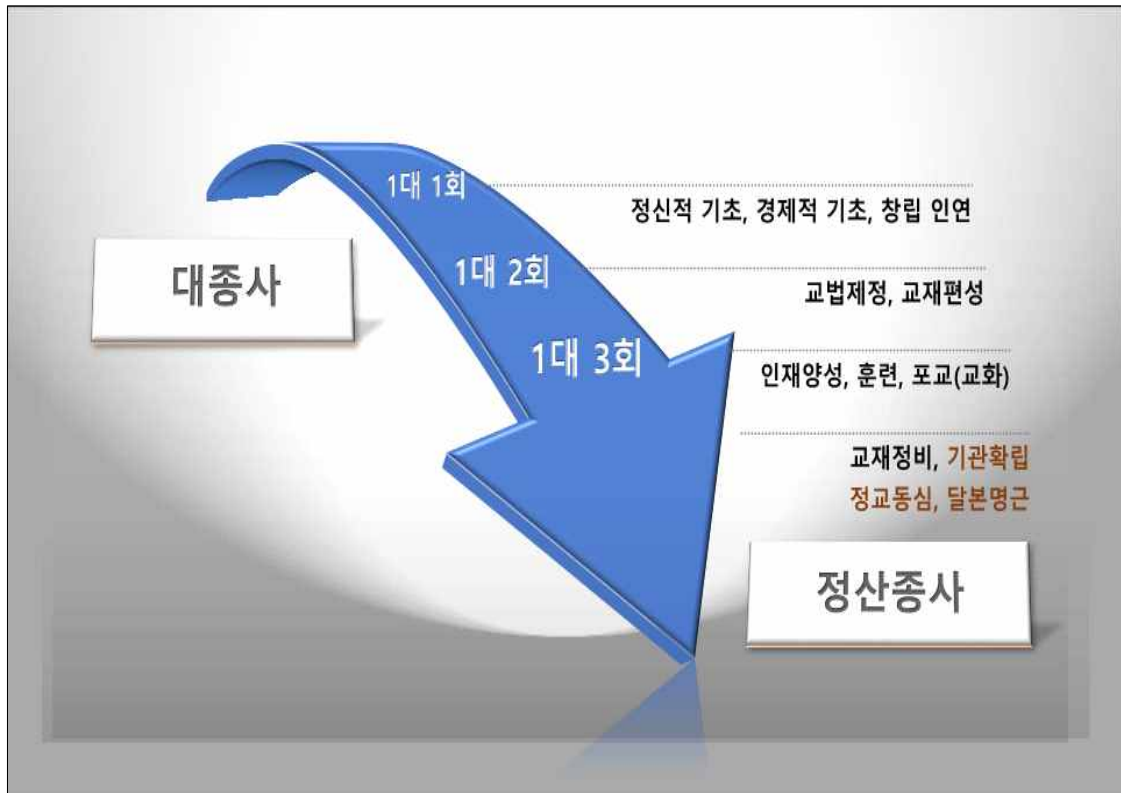 1대 1회
정신적 기초, 경제적 기초, 창립 인연
대종사
1대 2회
교법제정, 교재편성
1대 3회
인재양성, 훈련, 포교(교화)
교재정비, 기관확립
정교동심, 달본명근
정산종사